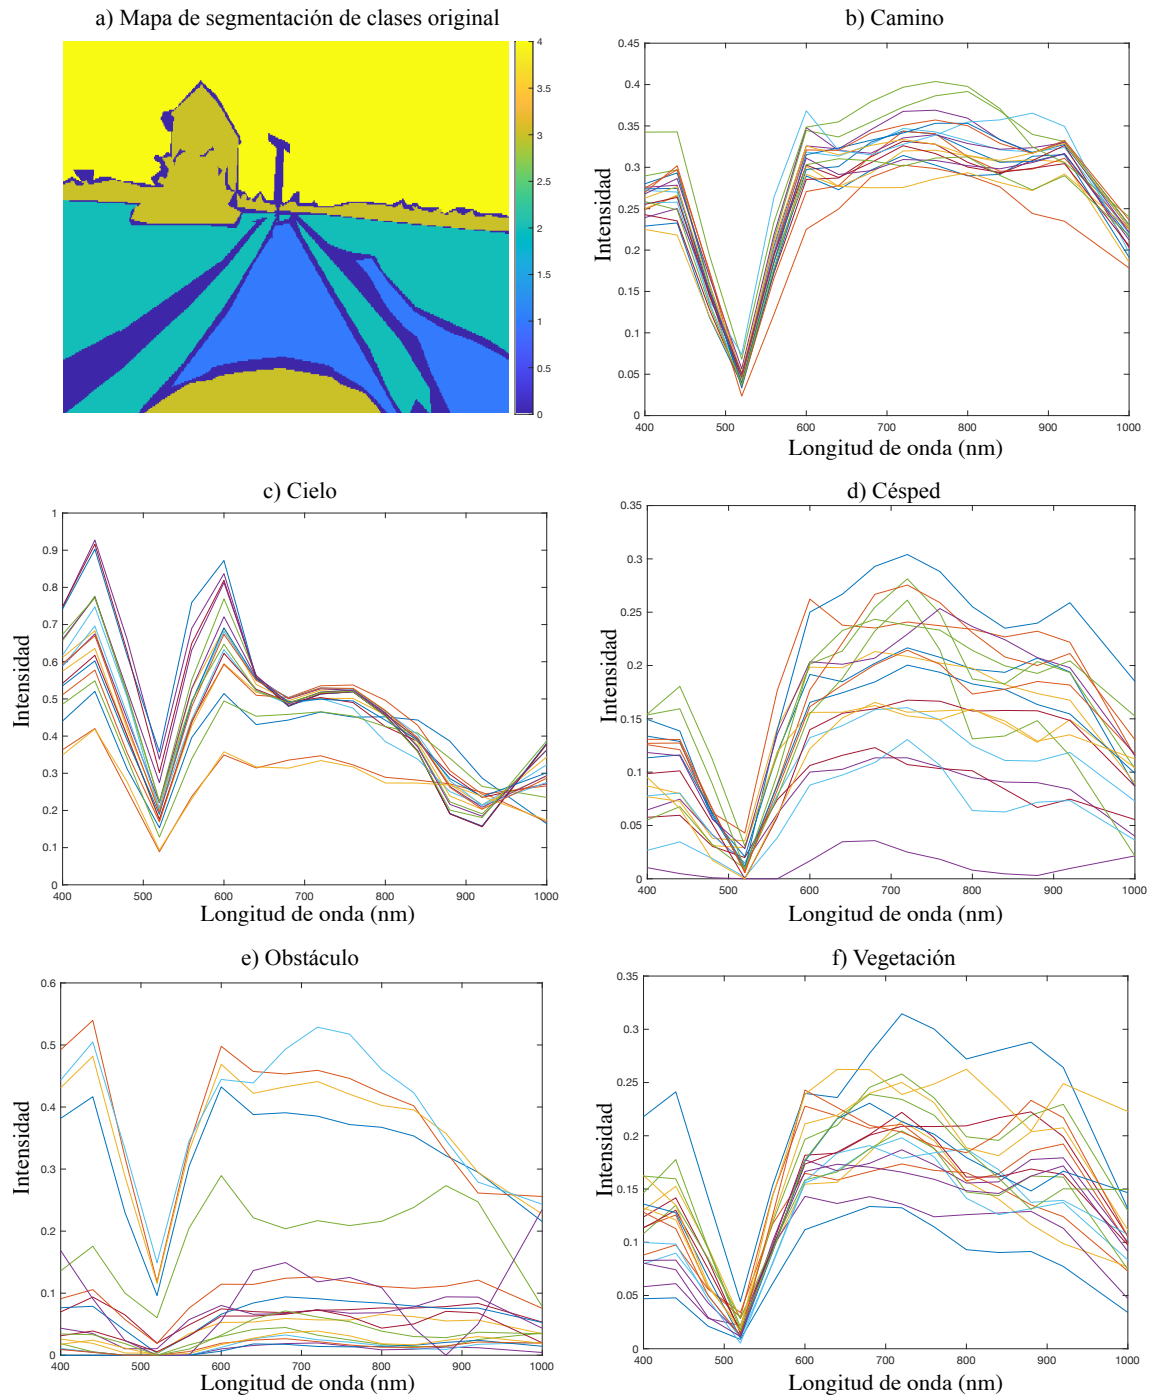 a) Mapa de segmentación de clases original
4
3.5
3
2.5
2
1.5
1
0.5
0
b) Camino
Intensidad
0.45
0.4
0.35
0.3
0.25
0.2
0.15
0.1
0.05
0
400 500 600 700 800 900 1000
Longitud de onda (nm)
c) Cielo
Intensidad
1
0.9
0.8
0.7
0.6
0.5
0.4
0.3
0.2
0.1
0
400 500 600 700 800 900 1000
Longitud de onda (nm)
d) Césped
Intensidad
0.35
0.3
0.25
0.2
0.15
0.1
0.05
0
400 500 600 700 800 900 1000
Longitud de onda (nm)
e) Obstáculo
Intensidad
0.6
0.5
0.4
0.3
0.2
0.1
0
400 500 600 700 800 900 1000
Longitud de onda (nm)
f) Vegetación
Intensidad
0.35
0.3
0.25
0.2
0.15
0.1
0.05
0
400 500 600 700 800 900 1000
Longitud de onda (nm)